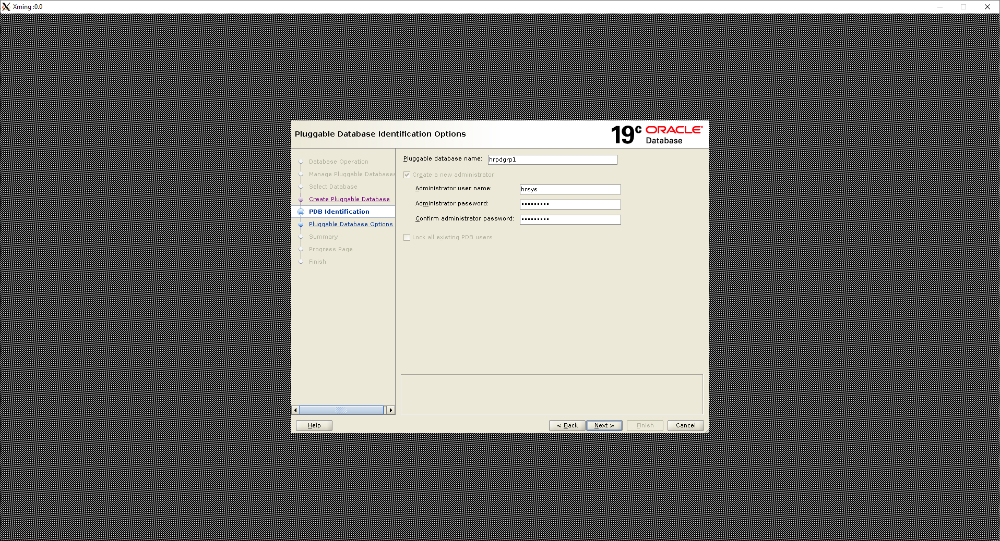 Xming :0.0
Pluggable Database Identification Options
19c ORACLE
Database
Database Operation
Manage Pluggable Databases
Select Database
Create Pluggable Database
PDB Identification
Pluggable Database Options
Summary
Progress Page
Finish
Pluggable database name: hrpdgrp1
Create a new administrator
Administrator user name: hrsys
Administrator password: •••••••••
Confirm administrator password: •••••••••
Lock all existing PDB users
Help
< Back
Next >
Finish
Cancel